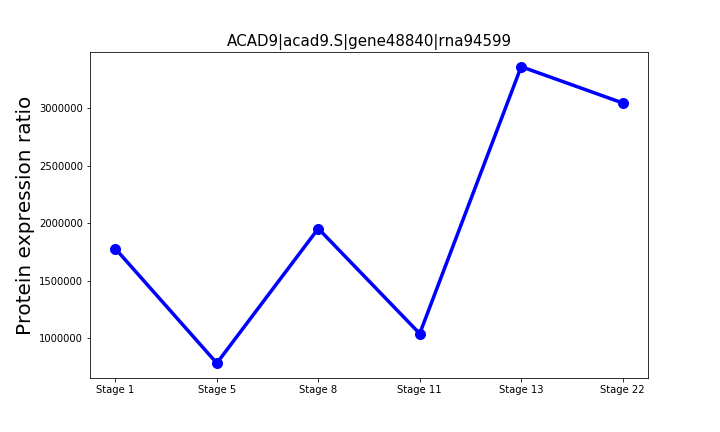 ACAD9|acad9.S|gene48840|rna94599
Protein expression ratio
3000000
2500000
2000000
1500000
1000000
Stage 1
Stage 5
Stage 8
Stage 11
Stage 13
Stage 22